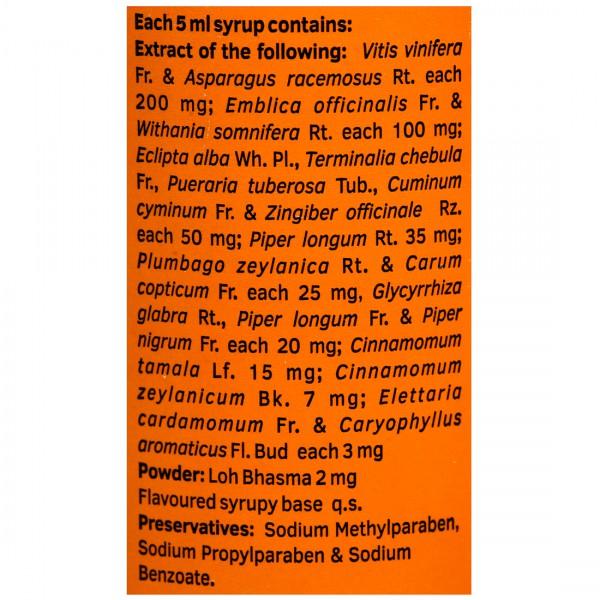 Each 5 ml syrup contains:
Extract of the following: Vitis vinifera
Fr. & Asparagus racemosus Rt. each
200 mg; Emblica officinalis Fr. &
Withania somnifera Rt. each 100 mg;
Eclipta alba Wh. Pl., Terminalia chebula
Fr., Pueraria tuberosa Tub., Cuminum
cyminum Fr. & Zingiber officinale Rz.
each 50 mg; Piper longum Rt. 35 mg;
Plumbago zeylanica Rt. & Carum
copticum Fr. each 25 mg, Glycyrrhiza
glabra Rt., Piper longum Fr. & Piper
nigrum Fr. each 20 mg; Cinnamomum
tamala Lf. 15 mg; Cinnamomum
zeylanicum Bk. 7 mg; Elettaria
cardamomum Fr. & Caryophyllus
aromaticus Fl. Bud each 3 mg
Powder: Loh Bhasma 2 mg
Flavoured syrupy base q.s.
Preservatives: Sodium Methylparaben,
Sodium Propylparaben & Sodium
Benzoate.